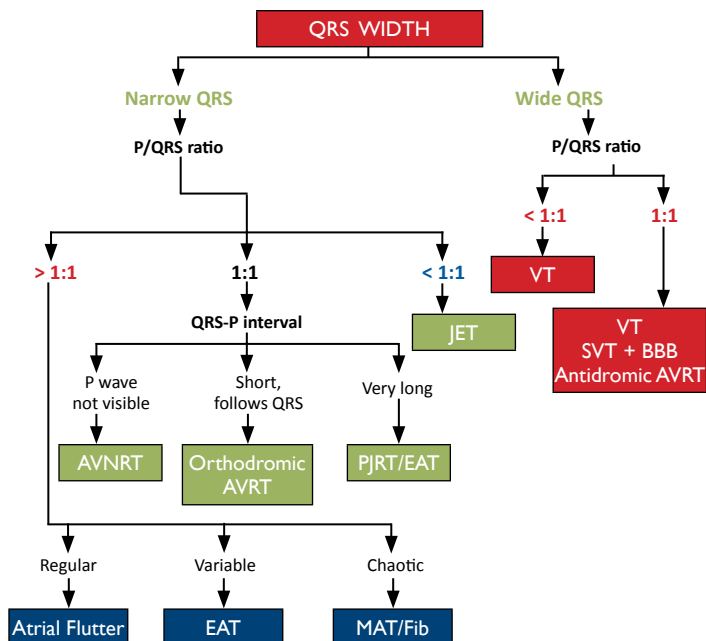 QRS WIDTH
Narrow QRS
Wide QRS
P/QRS ratio
P/QRS ratio
< 1:1
1:1
> 1:1
1:1
< 1:1
VT
QRS-P interval
JET
VT
SVT + BBB
Antidromic AVRT
P wave
not visible
Short,
follows QRS
Very long
AVNRT
Orthodromic
AVRT
PJRT/EAT
Regular
Variable
Chaotic
Atrial Flutter
EAT
MAT/Fib